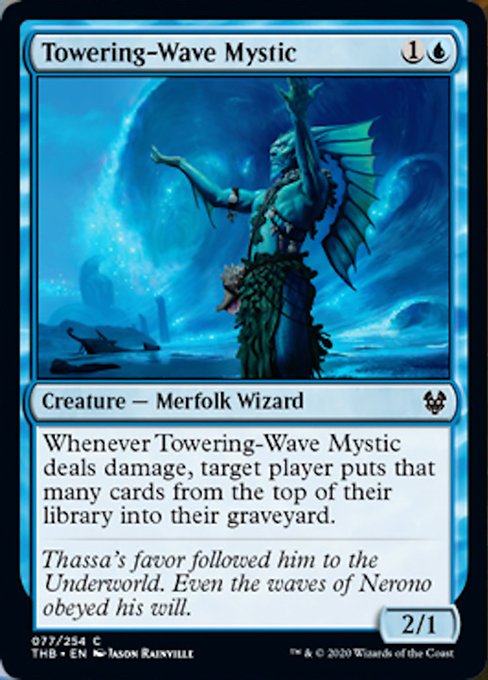 Towering-Wave Mystic 1
Creature — Merfolk Wizard
Whenever Towering-Wave Mystic
deals damage, target player puts that
many cards from the top of their
library into their graveyard.
Thassa's favor followed him to the
Underworld. Even the waves of Nerono
obeyed his will.
2/1
077/254 C
THB • EN Jason Rainville
™ & © 2020 Wizards of the Coast